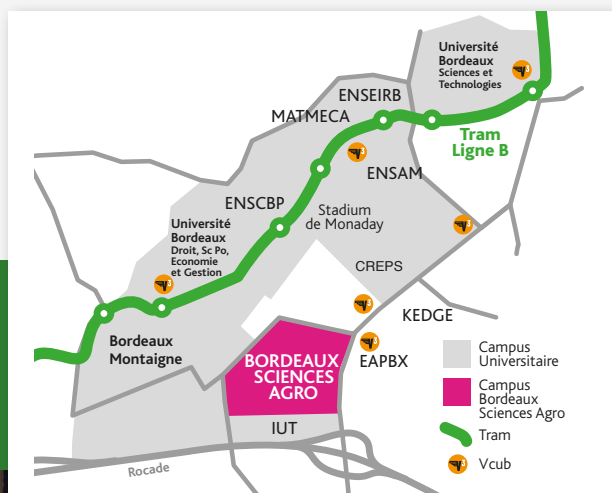 Université
Bordeaux
Sciences et
Technologies
ENSEIRB
MATMECA
Tram
Ligne B
ENSAM
ENSCBP
Stadium
de Monaday
Université
Bordeaux
Droit, Sc Po,
Economie
et Gestion
CREPS
KEDGE
Bordeaux
Montaigne
EAPBX
BORDEAUX
SCIENCES
AGRO
IUT
Rocade
Campus
Universitaire
Campus
Bordeaux
Sciences Agro
Tram
Vcub